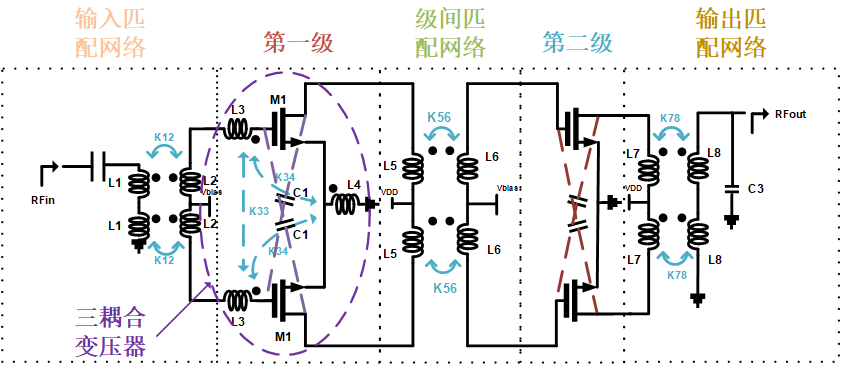 输入匹
配网络
第一级
级间匹
配网络
第二级
输出匹
配网络
M1
L3
K12
RFin
L1
L2
Vbias
L1
L2
K12
K34
K33
C1
C1
K34
L4
L3
M1
三耦合
变压器
K56
L5
L6
VDD
Vbias
L5
L6
K56
K78
L7
L8
VDD
L7
L8
K78
C3
RFout